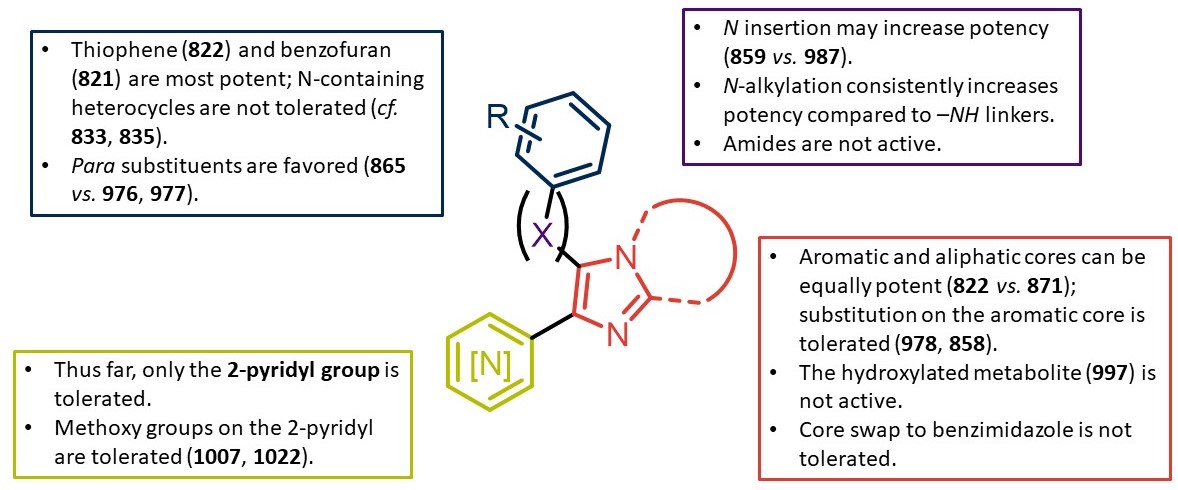 • Thiophene (822) and benzofuran
(821) are most potent; N-containing
heterocycles are not tolerated (cf.
833, 835).
• Para substituents are favored (865
vs. 976, 977).
• N insertion may increase potency
(859 vs. 987).
• N-alkylation consistently increases
potency compared to –NH linkers.
• Amides are not active.
R
X
N
N
[N]
• Aromatic and aliphatic cores can be
equally potent (822 vs. 871);
substitution on the aromatic core is
tolerated (978, 858).
• The hydroxylated metabolite (997) is
not active.
• Core swap to benzimidazole is not
tolerated.
• Thus far, only the 2-pyridyl group is
tolerated.
• Methoxy groups on the 2-pyridyl
are tolerated (1007, 1022).